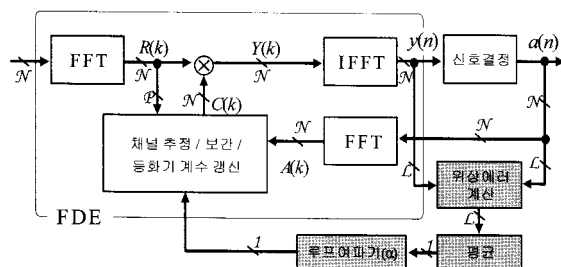 R(k)
Y(k)
y(n)
a(n)
FFT
IFFT
신호결정
N
N
N
N
P
N
C(k)
N
채널 추정 / 보간 /
등화기 계수 갱신
N
FFT
N
A(k)
L
L
위상에러
계산
FDE
L
1
루프여파기(α)
1
평균